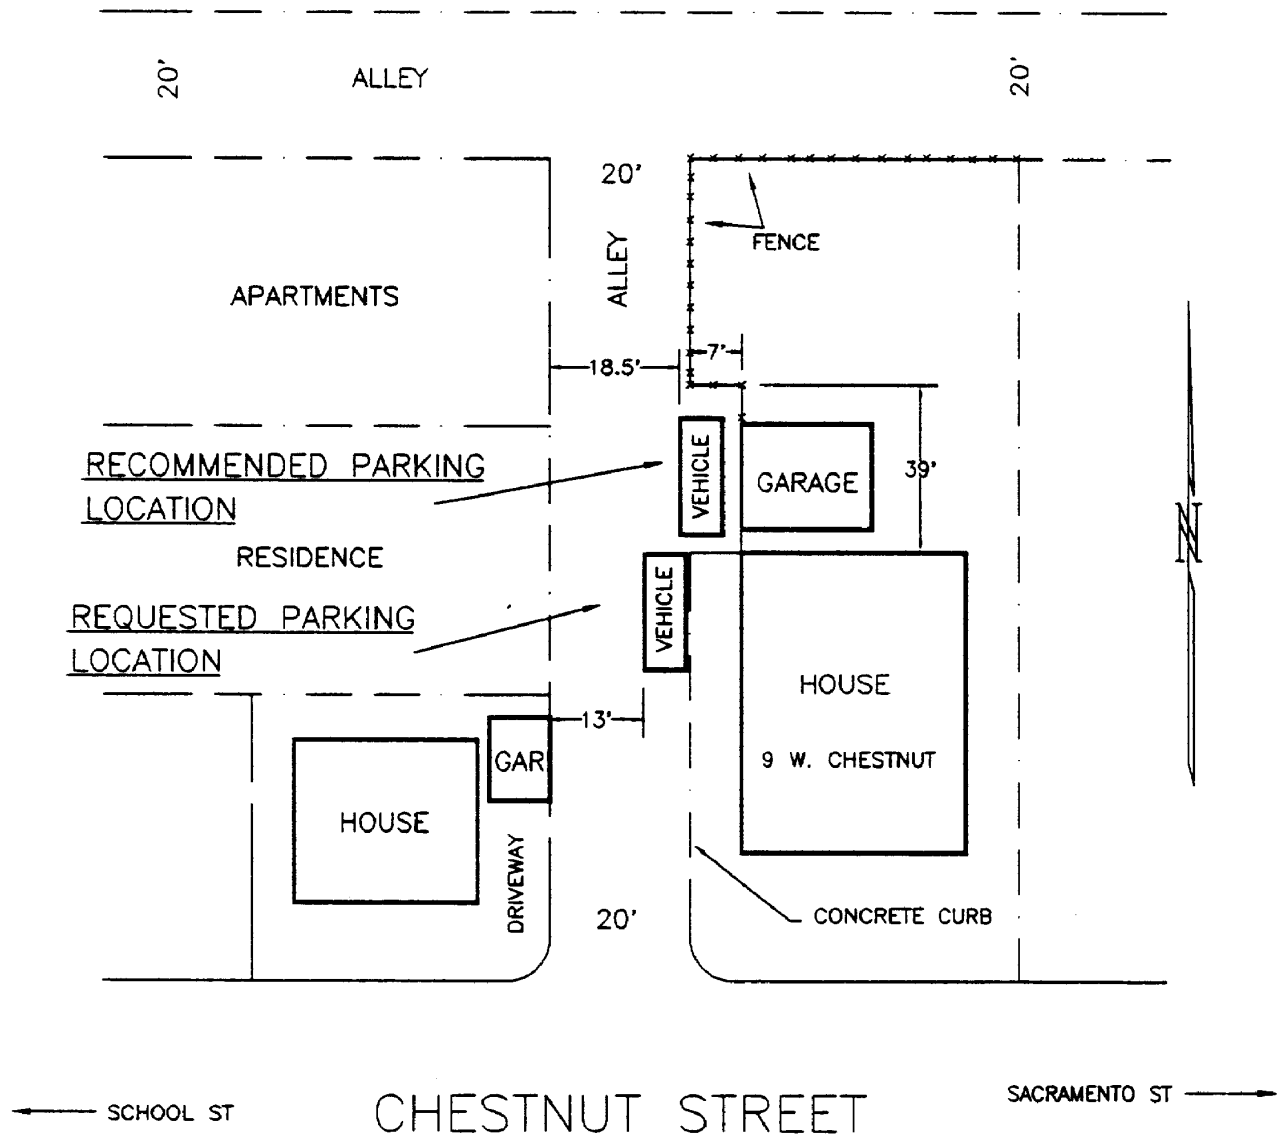 20'
ALLEY
20'
20'
FENCE
ALLEY
APARTMENTS
7'
18.5'
RECOMMENDED PARKING
LOCATION
VEHICLE
GARAGE
39'
N
RESIDENCE
REQUESTED PARKING
LOCATION
VEHICLE
HOUSE
13'
GAR
9 W. CHESTNUT
HOUSE
DRIVEWAY
20'
CONCRETE CURB
SCHOOL ST
CHESTNUT STREET
SACRAMENTO ST